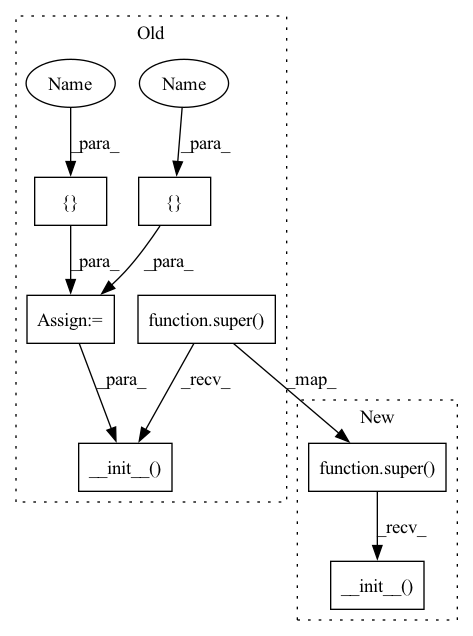 Old
Name
Name
_para_
_para_
{}
{}
_para_
_para_
Assign:=
function.super()
_para_
_recv_
_map_
New
__init__()
function.super()
_recv_
__init__()